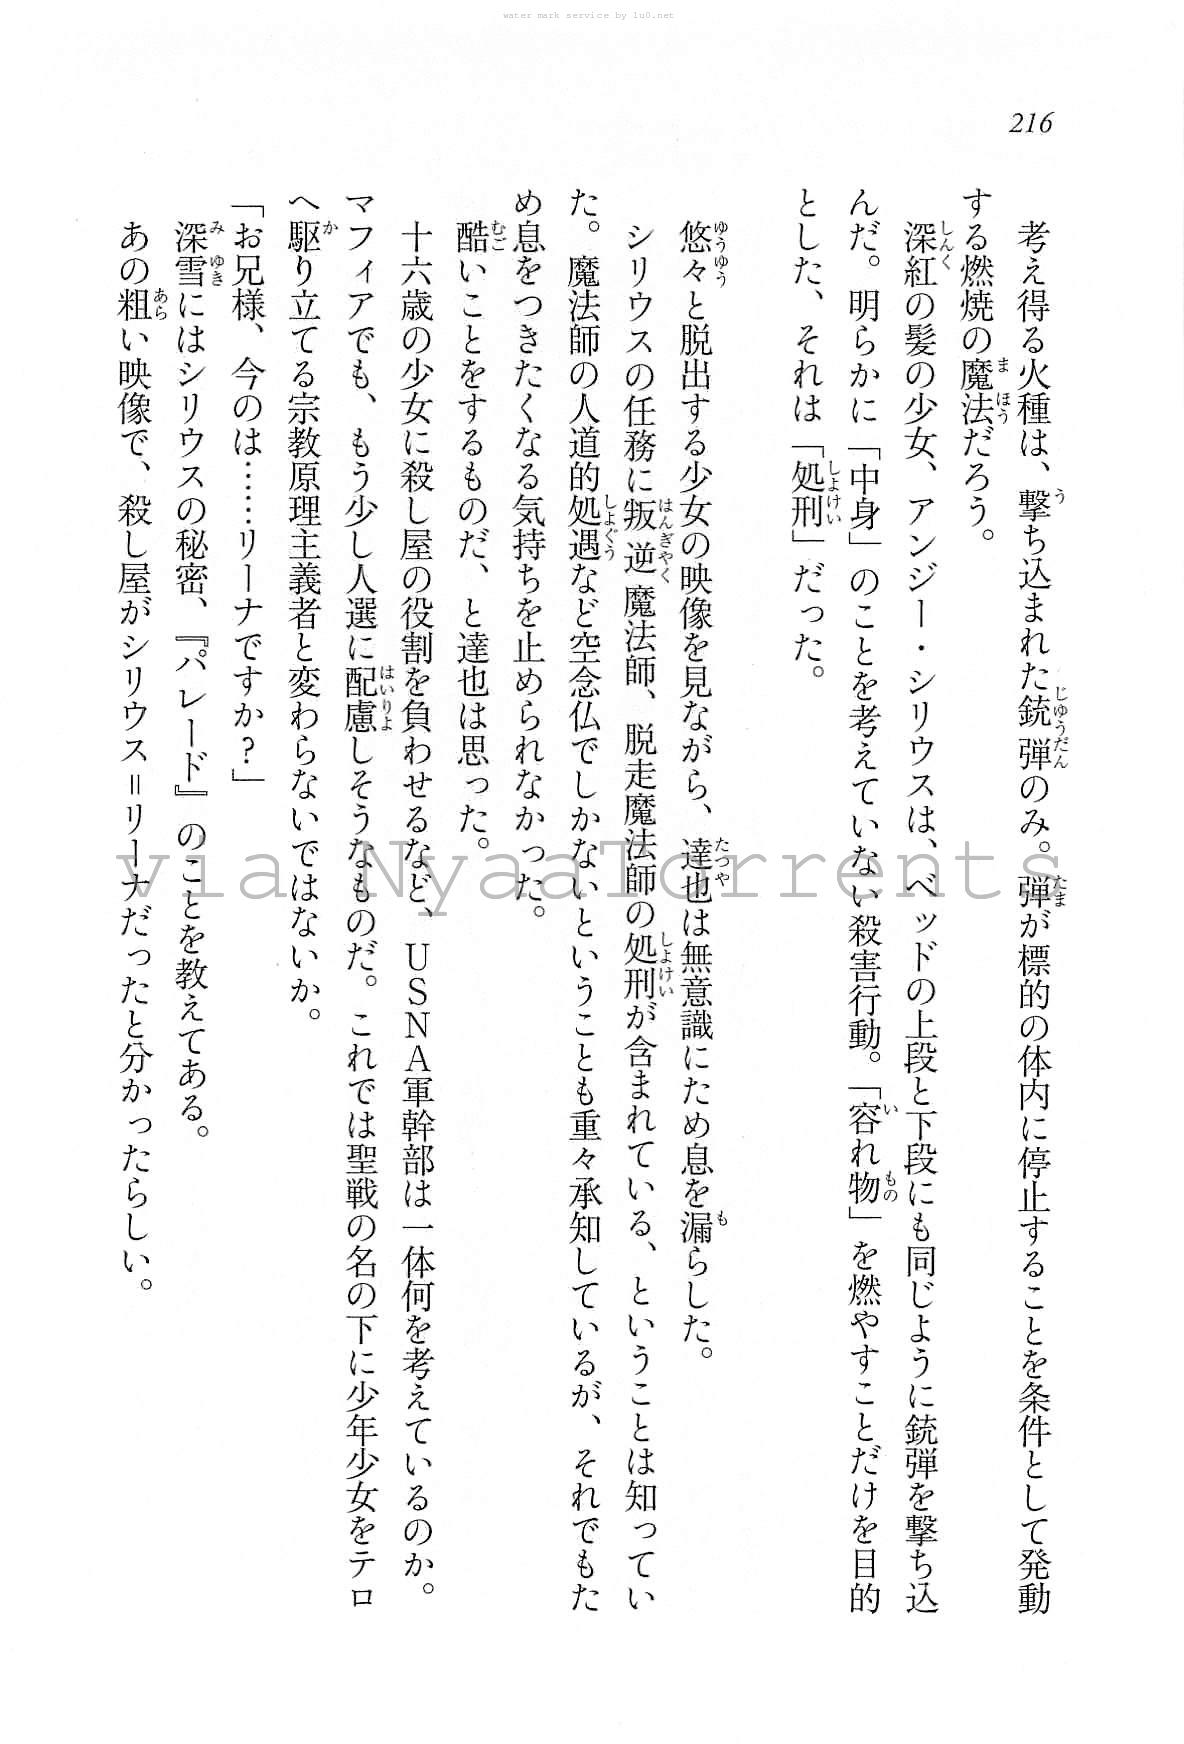 water mark service by lu0.net
216
考え得る火種は、撃ち込まれた銃弾のみ。弾が標的の体内に停止することを条件として発動
する燃焼の魔法だろう。
深紅の髪の少女、アンジー・シリウスは、ベッドの上段と下段にも同じように銃弾を撃ち込
んだ。明らかに「中身」のことを考えていない殺害行動。「容れ物」を燃やすことだけを目的
とした、それは「処刑」だった。
悠々と脱出する少女の映像を見ながら、達也は無意識にため息を漏らした。
シリウスの任務に叛逆魔法師、脱走魔法師の処刑が含まれている、ということは知ってい
た。魔法師の人道的処遇など空念仏でしかないということも重々承知しているが、それでもた
め息をつきたくなる気持ちを止められなかった。
酷いことをするものだ、と達也は思った。
十六歳の少女に殺し屋の役割を負わせるなど、USNA軍幹部は一体何を考えているのか。
マフィアでも、もう少し人選に配慮しそうなものだ。これでは聖戦の名の下に少年少女をテロ
へ駆り立てる宗教原理主義者と変わらないではないか。
「お兄様、今のは……リーナですか？」
深雪にはシリウスの秘密、『パレード』のことを教えてある。
あの粗い映像で、殺し屋がシリウス＝リーナだったと分かったらしい。
via NyaaTorrents